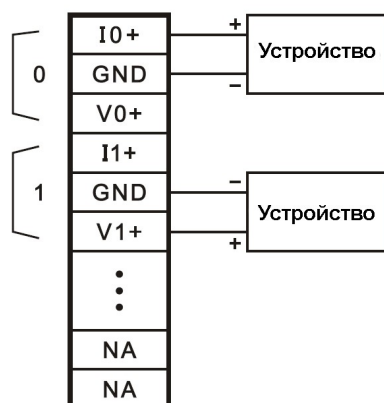 I0+
+
Устройство
0
GND
–
V0+
I1+
1
GND
–
Устройство
V1+
+
NA
NA